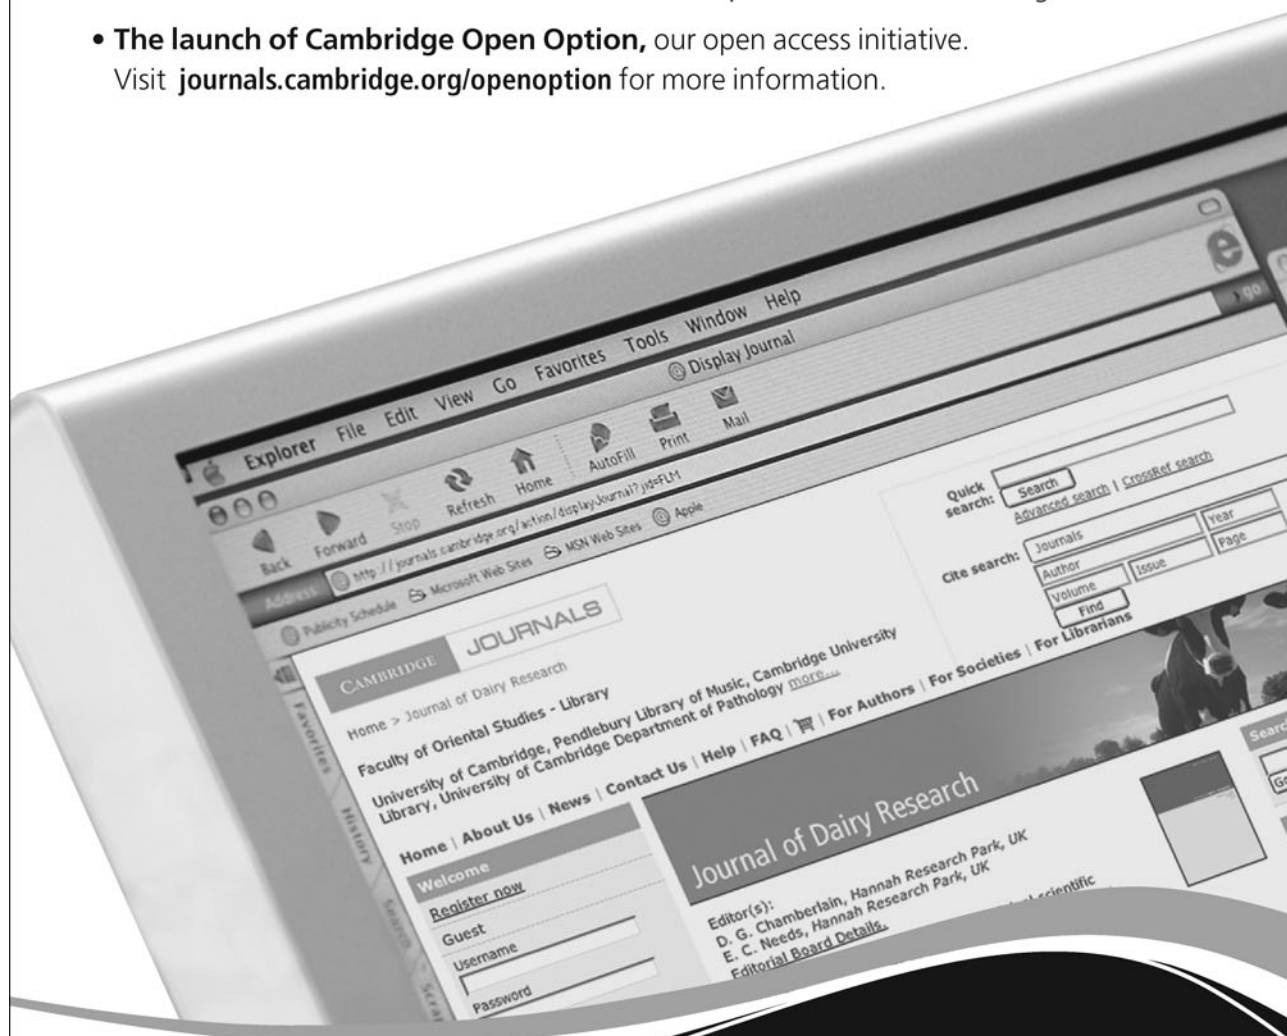 • The launch of Cambridge Open Option, our open access initiative.
Visit journals.cambridge.org/openoption for more information.
Explorer File Edit View Go Favorites Tools Window Help
Display Journal
Back Forward Stop Refresh Home AutoFill Print Mail
Address http://journals.cambridge.org/action/displayJournal?jid=FLM
go
Publicity Schedule Microsoft Web Sites MSN Web Sites Apple
Favorites
History
Search
CAMBRIDGE JOURNALS
Quick search:
Search
Advanced search | CrossRef search
Cite search:
Journals
Author Year
Volume Issue Page
Find
Home > Journal of Dairy Research
Faculty of Oriental Studies - Library
University of Cambridge, Pendlebury Library of Music, Cambridge University
Library, University of Cambridge Department of Pathology more...
Home | About Us | News | Contact Us | Help | FAQ | | For Authors | For Societies | For Librarians
Welcome
Register now
Guest
Username
Password
Journal of Dairy Research
Editor(s):
D. G. Chamberlain, Hannah Research Park, UK
E. C. Needs, Hannah Research Park, UK
Editorial Board Details.
scientific